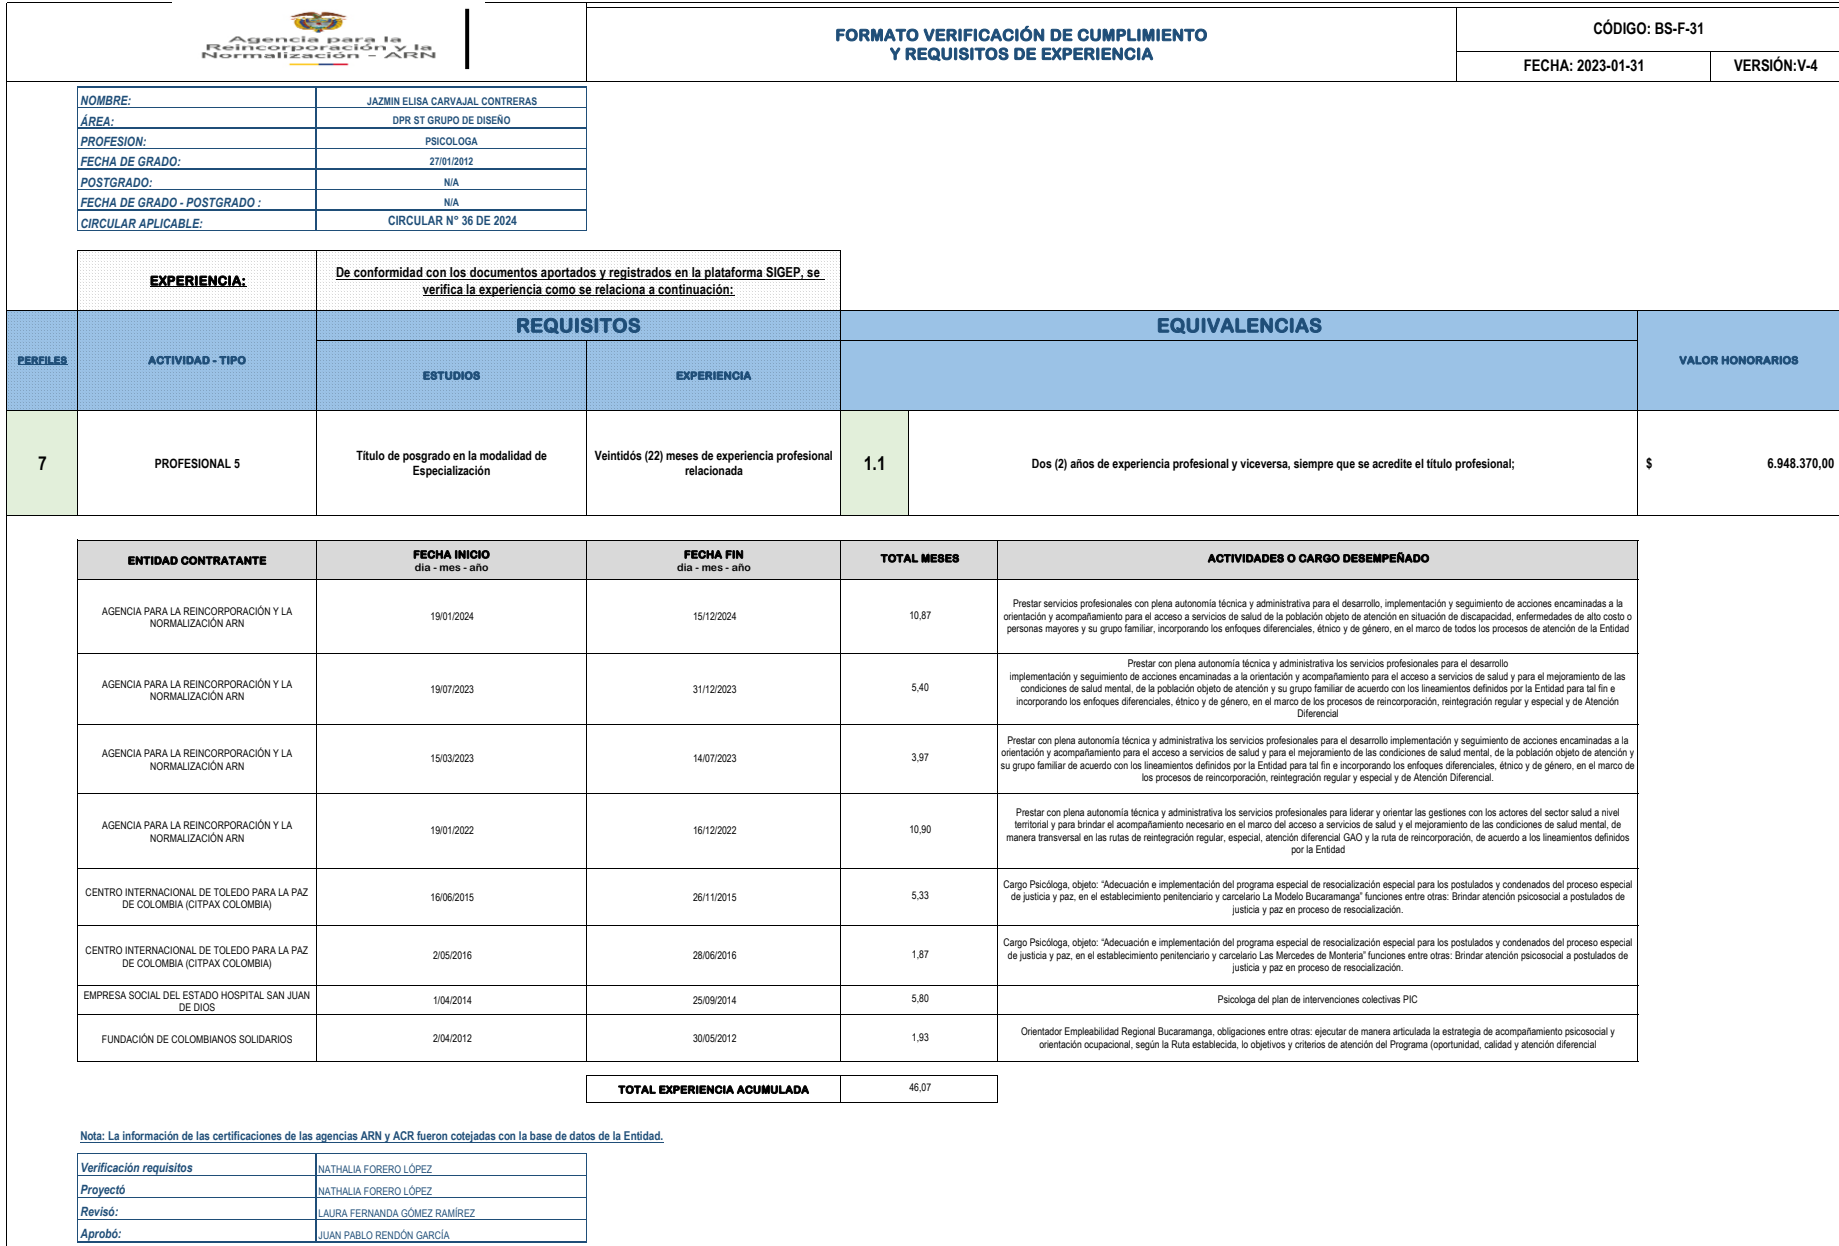 Agencia para la
Reincorporación y la
Normalización - ARN
FORMATO VERIFICACIÓN DE CUMPLIMIENTO
Y REQUISITOS DE EXPERIENCIA
CÓDIGO: BS-F-31
FECHA: 2023-01-31
VERSIÓN:V-4
NOMBRE:
JAZMIN ELISA CARVAJAL CONTRERAS
ÁREA:
DPR ST GRUPO DE DISEÑO
PROFESION:
PSICOLOGA
FECHA DE GRADO:
27/01/2012
POSTGRADO:
N/A
FECHA DE GRADO - POSTGRADO :
N/A
CIRCULAR APLICABLE:
CIRCULAR N° 36 DE 2024
EXPERIENCIA:
De conformidad con los documentos aportados y registrados en la plataforma SIGEP, se
verifica la experiencia como se relaciona a continuación:
PERFILES
ACTIVIDAD - TIPO
REQUISITOS
EQUIVALENCIAS
VALOR HONORARIOS
ESTUDIOS
EXPERIENCIA
7
PROFESIONAL 5
Título de posgrado en la modalidad de
Especialización
Veintidós (22) meses de experiencia profesional
relacionada
1.1
Dos (2) años de experiencia profesional y viceversa, siempre que se acredite el título profesional;
$ 6.948.370,00
ENTIDAD CONTRATANTE
FECHA INICIO
dia - mes - año
FECHA FIN
dia - mes - año
TOTAL MESES
ACTIVIDADES O CARGO DESEMPEÑADO
AGENCIA PARA LA REINCORPORACIÓN Y LA
NORMALIZACIÓN ARN
19/01/2024
15/12/2024
10,87
Prestar servicios profesionales con plena autonomía técnica y administrativa para el desarrollo, implementación y seguimiento de acciones encaminadas a la
orientación y acompañamiento para el acceso a servicios de salud de la población objeto de atención en situación de discapacidad, enfermedades de alto costo o
personas mayores y su grupo familiar, incorporando los enfoques diferenciales, étnico y de género, en el marco de todos los procesos de atención de la Entidad
AGENCIA PARA LA REINCORPORACIÓN Y LA
NORMALIZACIÓN ARN
19/07/2023
31/12/2023
5,40
Prestar con plena autonomía técnica y administrativa los servicios profesionales para el desarrollo
implementación y seguimiento de acciones encaminadas a la orientación y acompañamiento para el acceso a servicios de salud y para el mejoramiento de las
condiciones de salud mental, de la población objeto de atención y su grupo familiar de acuerdo con los lineamientos definidos por la Entidad para tal fin e
incorporando los enfoques diferenciales, étnico y de género, en el marco de los procesos de reincorporación, reintegración regular y especial y de Atención
Diferencial
AGENCIA PARA LA REINCORPORACIÓN Y LA
NORMALIZACIÓN ARN
15/03/2023
14/07/2023
3,97
Prestar con plena autonomía técnica y administrativa los servicios profesionales para el desarrollo implementación y seguimiento de acciones encaminadas a la
orientación y acompañamiento para el acceso a servicios de salud y para el mejoramiento de las condiciones de salud mental, de la población objeto de atención y
su grupo familiar de acuerdo con los lineamientos definidos por la Entidad para tal fin e incorporando los enfoques diferenciales, étnico y de género, en el marco de
los procesos de reincorporación, reintegración regular y especial y de Atención Diferencial.
AGENCIA PARA LA REINCORPORACIÓN Y LA
NORMALIZACIÓN ARN
19/01/2022
16/12/2022
10,90
Prestar con plena autonomía técnica y administrativa los servicios profesionales para liderar y orientar las gestiones con los actores del sector salud a nivel
territorial y para brindar el acompañamiento necesario en el marco del acceso a servicios de salud y el mejoramiento de las condiciones de salud mental, de
manera transversal en las rutas de reintegración regular, especial, atención diferencial GAO y la ruta de reincorporación, de acuerdo a los lineamientos definidos
por la Entidad
CENTRO INTERNACIONAL DE TOLEDO PARA LA PAZ
DE COLOMBIA (CITPAX COLOMBIA)
16/06/2015
26/11/2015
5,33
Cargo Psicóloga, objeto: “Adecuación e implementación del programa especial de resocialización especial para los postulados y condenados del proceso especial
de justicia y paz, en el establecimiento penitenciario y carcelario La Modelo Bucaramanga” funciones entre otras: Brindar atención psicosocial a postulados de
justicia y paz en proceso de resocialización.
CENTRO INTERNACIONAL DE TOLEDO PARA LA PAZ
DE COLOMBIA (CITPAX COLOMBIA)
2/05/2016
28/06/2016
1,87
Cargo Psicóloga, objeto: “Adecuación e implementación del programa especial de resocialización especial para los postulados y condenados del proceso especial
de justicia y paz, en el establecimiento penitenciario y carcelario Las Mercedes de Monteria” funciones entre otras: Brindar atención psicosocial a postulados de
justicia y paz en proceso de resocialización.
EMPRESA SOCIAL DEL ESTADO HOSPITAL SAN JUAN
DE DIOS
1/04/2014
25/09/2014
5,80
Psicologa del plan de intervenciones colectivas PIC
FUNDACIÓN DE COLOMBIANOS SOLIDARIOS
2/04/2012
30/05/2012
1,93
Orientador Empleabilidad Regional Bucaramanga, obligaciones entre otras: ejecutar de manera articulada la estrategia de acompañamiento psicosocial y
orientación ocupacional, según la Ruta establecida, lo objetivos y criterios de atención del Programa (oportunidad, calidad y atención diferencial
TOTAL EXPERIENCIA ACUMULADA
46,07
Nota: La información de las certificaciones de las agencias ARN y ACR fueron cotejadas con la base de datos de la Entidad.
Verificación requisitos
NATHALIA FORERO LÓPEZ
Proyectó
NATHALIA FORERO LÓPEZ
Revisó:
LAURA FERNANDA GÓMEZ RAMÍREZ
Aprobó:
JUAN PABLO RENDÓN GARCÍA